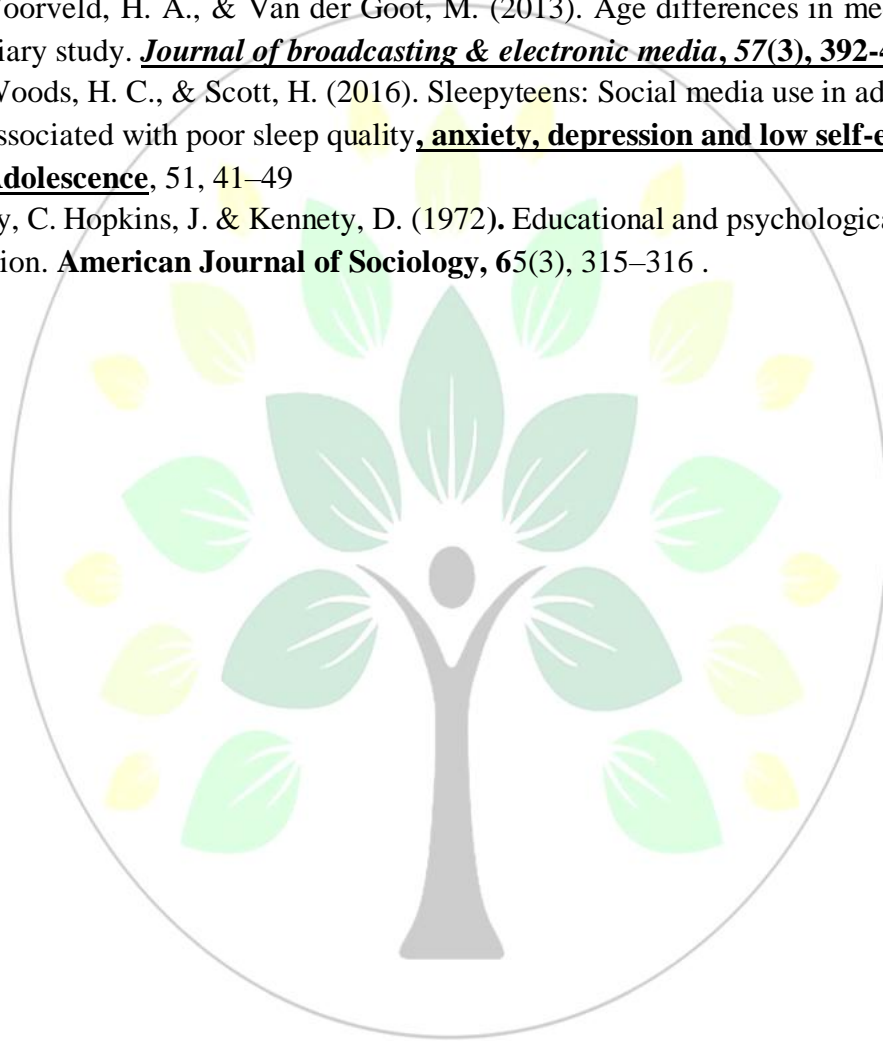 oorveld, H. A., & Van der Goot, M. (2013). Age differences in me
iary study. Journal of broadcasting & electronic media, 57(3), 392-
Woods, H. C., & Scott, H. (2016). Sleepyteens: Social media use in ad
ssociated with poor sleep quality, anxiety, depression and low self-e
dolescence, 51, 41–49
y, C. Hopkins, J. & Kennety, D. (1972). Educational and psychologica
ion. American Journal of Sociology, 65(3), 315–316 .